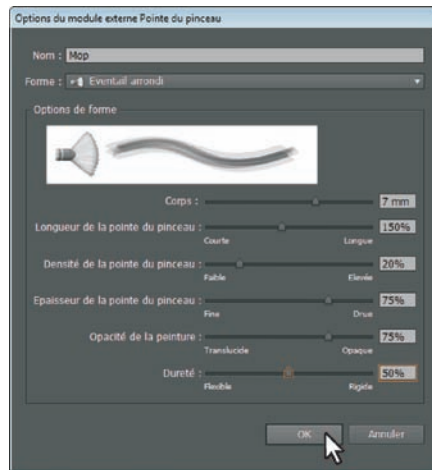 Options du module externe Pointe du pinceau
Nom : Mop
Forme : Eventail arrondi
Options de forme
Corps : 7 mm
Longueur de la pointe du pinceau : 150%
Courte Longue
Densité de la pointe du pinceau : 20%
Faible Elevée
Epaisseur de la pointe du pinceau : 75%
Fine Drue
Opacité de la peinture : 75%
Translucide Opaque
Dureté : 50%
Flexible Rigide
OK Annuler